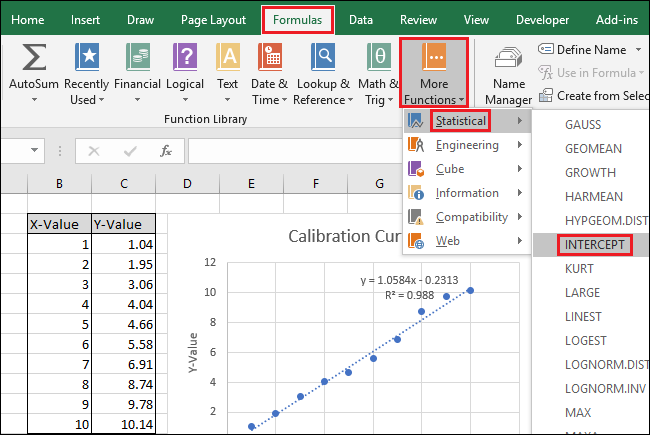 Home Insert Draw Page Layout Formulas Data Review View Developer Add-ins
AutoSum Recently Used Financial Logical Text Date & Time Lookup & Reference Math & Trig More Functions Name Manager
Define Name
Use in Formula
Create from Selec
Function Library
Statistical
Engineering
Cube
Information
Compatibility
Web
GAUSS
GEOMEAN
GROWTH
HARMEAN
HYPGEOM.DIST
INTERCEPT
KURT
LARGE
LINEST
LOGEST
LOGNORM.DIST
LOGNORM.INV
MAX
MAXA
fx
B C D E F G
X-Value Y-Value
1 1.04
2 1.95
3 3.06
4 4.04
5 4.66
6 5.58
7 6.91
8 8.74
9 9.78
10 10.14
Calibration Cur
y = 1.0584x - 0.2313
R² = 0.988
Y-Value
12
10
8
6
4
2